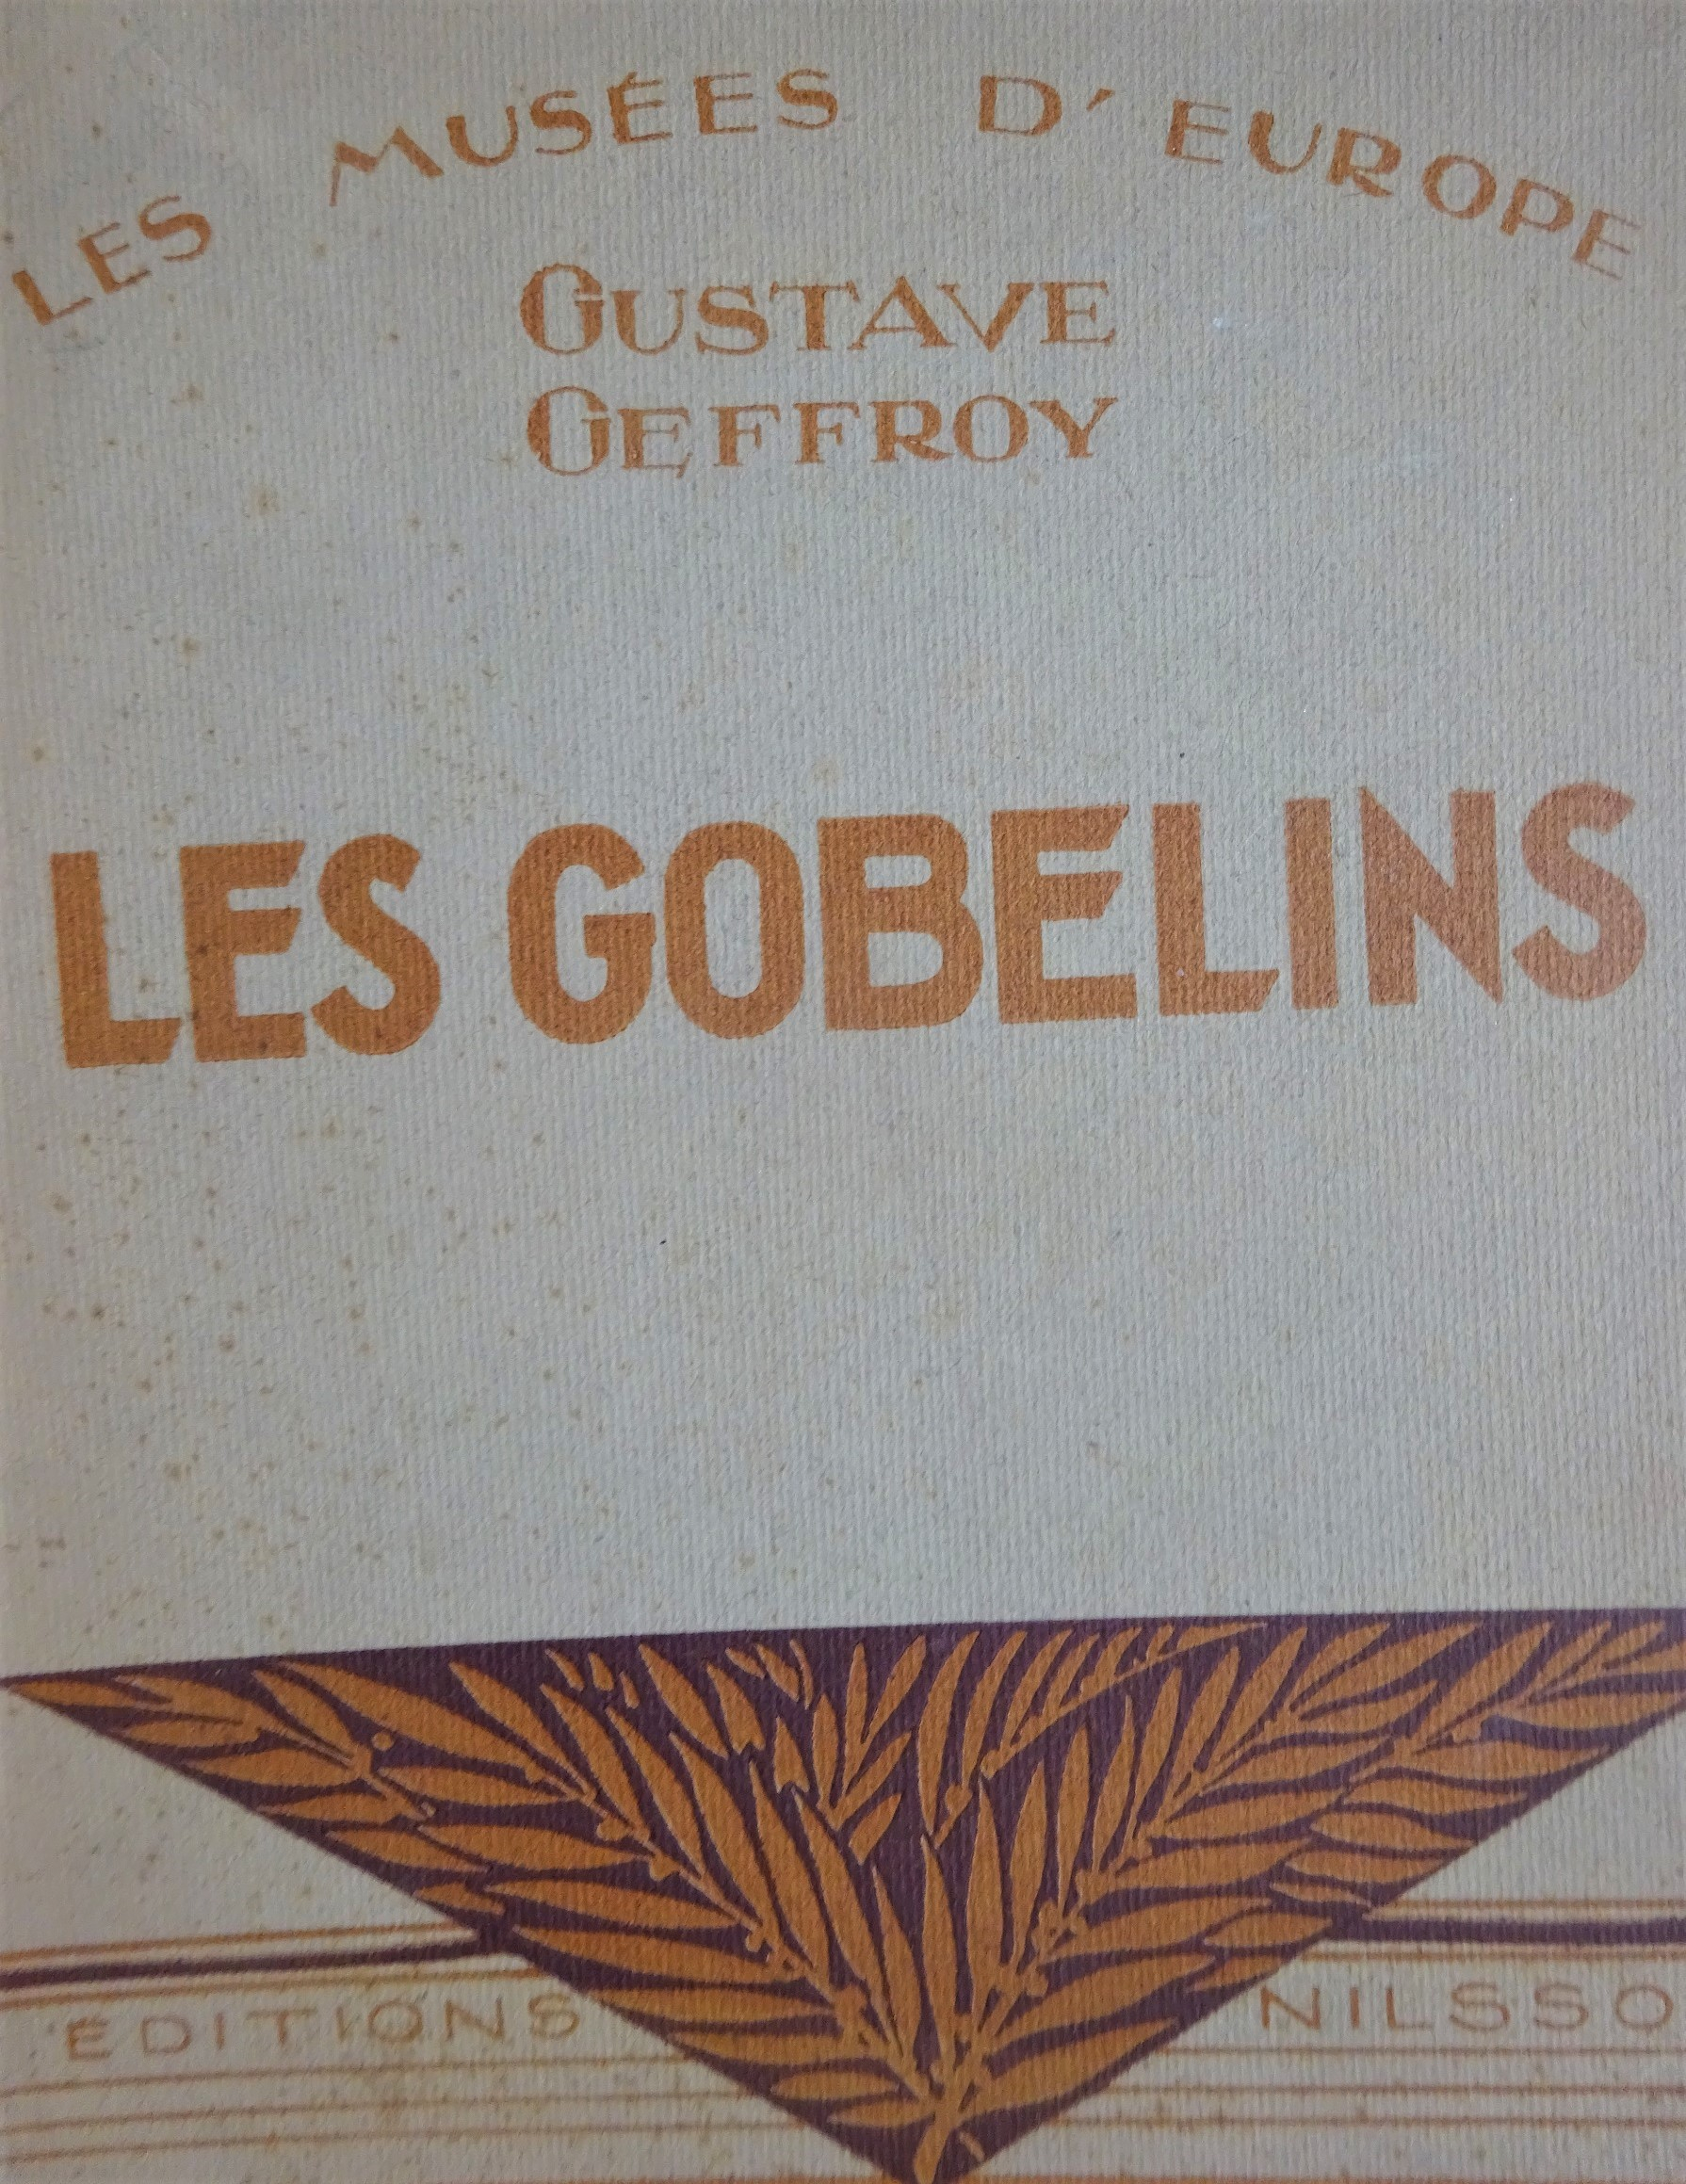 LES MUSÉES D'EUROPE
GUSTAVE
GEFFROY
LES GOBELINS
ÉDITIONS NILSSO